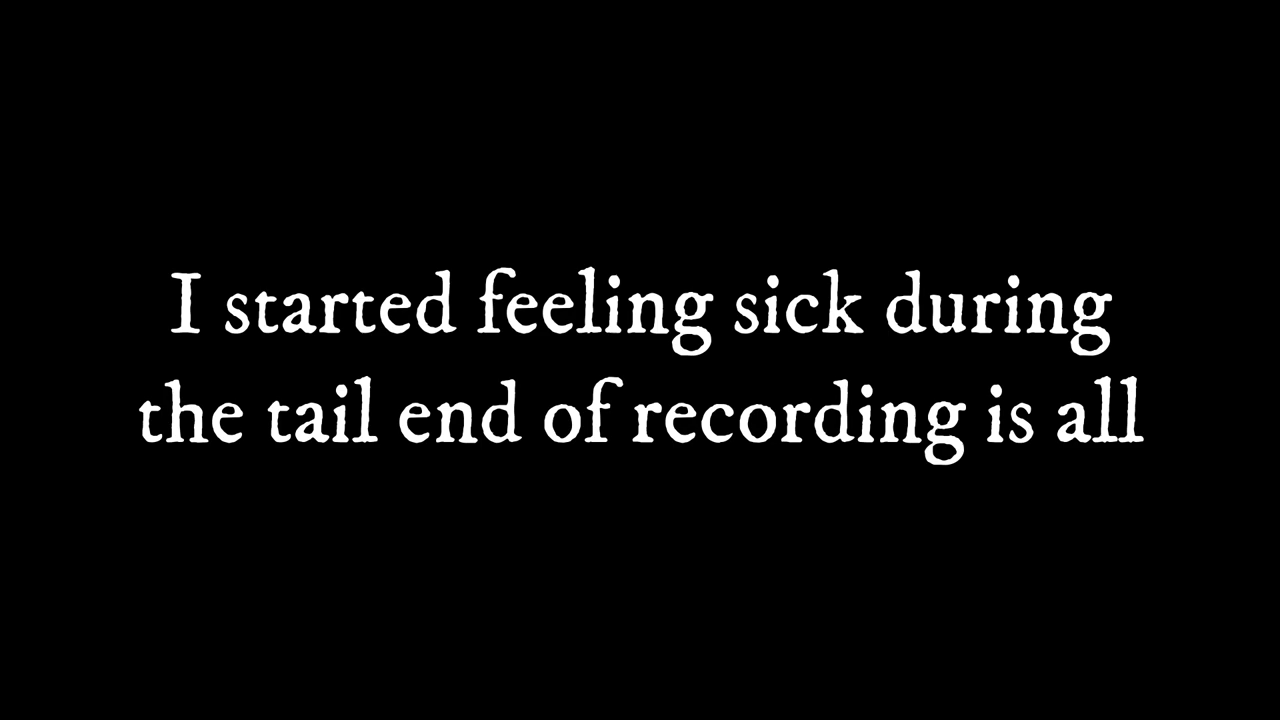 I started feeling sick during
the tail end of recording is all